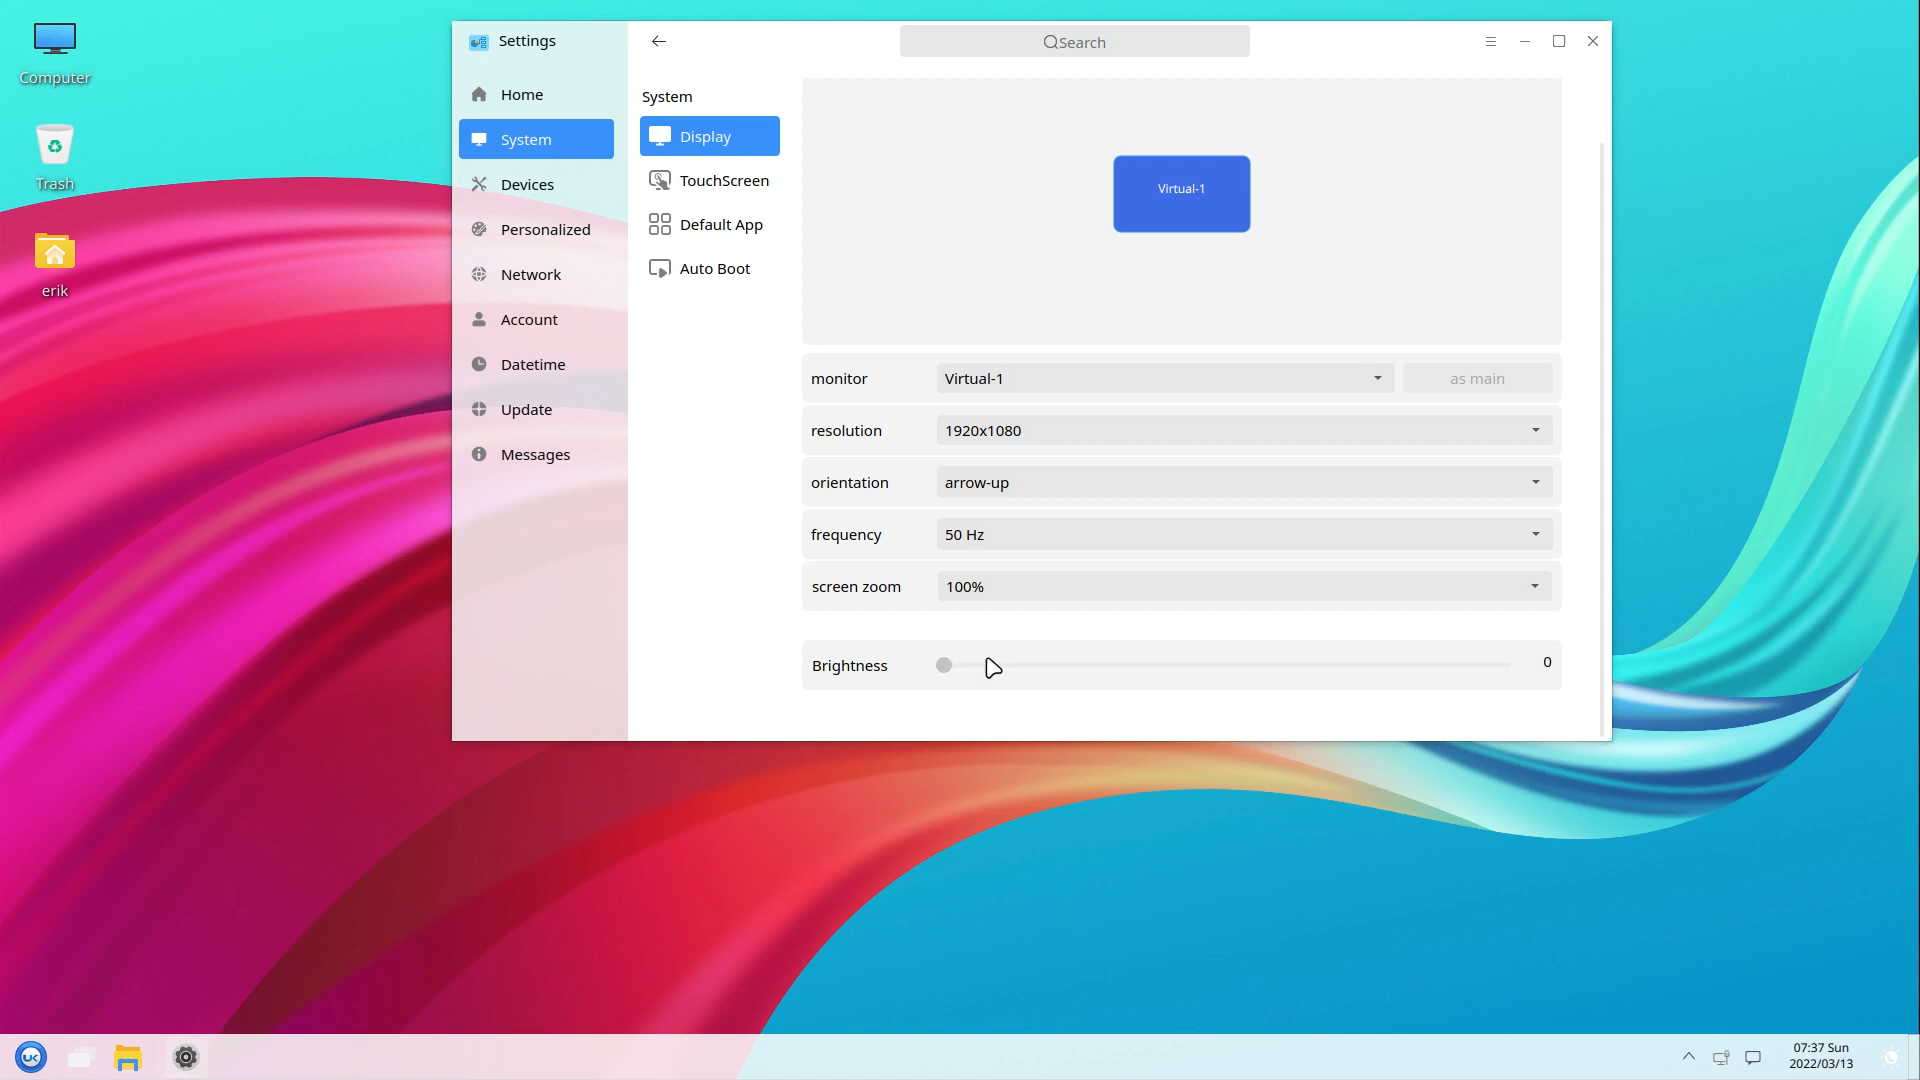 Computer
Trash
erik
Settings
Home
System
Devices
Personalized
Network
Account
Datetime
Update
Messages
Search
System
Display
TouchScreen
Default App
Auto Boot
Virtual-1
monitor
Virtual-1
as main
resolution
1920x1080
orientation
arrow-up
frequency
50 Hz
screen zoom
100%
Brightness
0
UK
07:37 Sun
2022/03/13